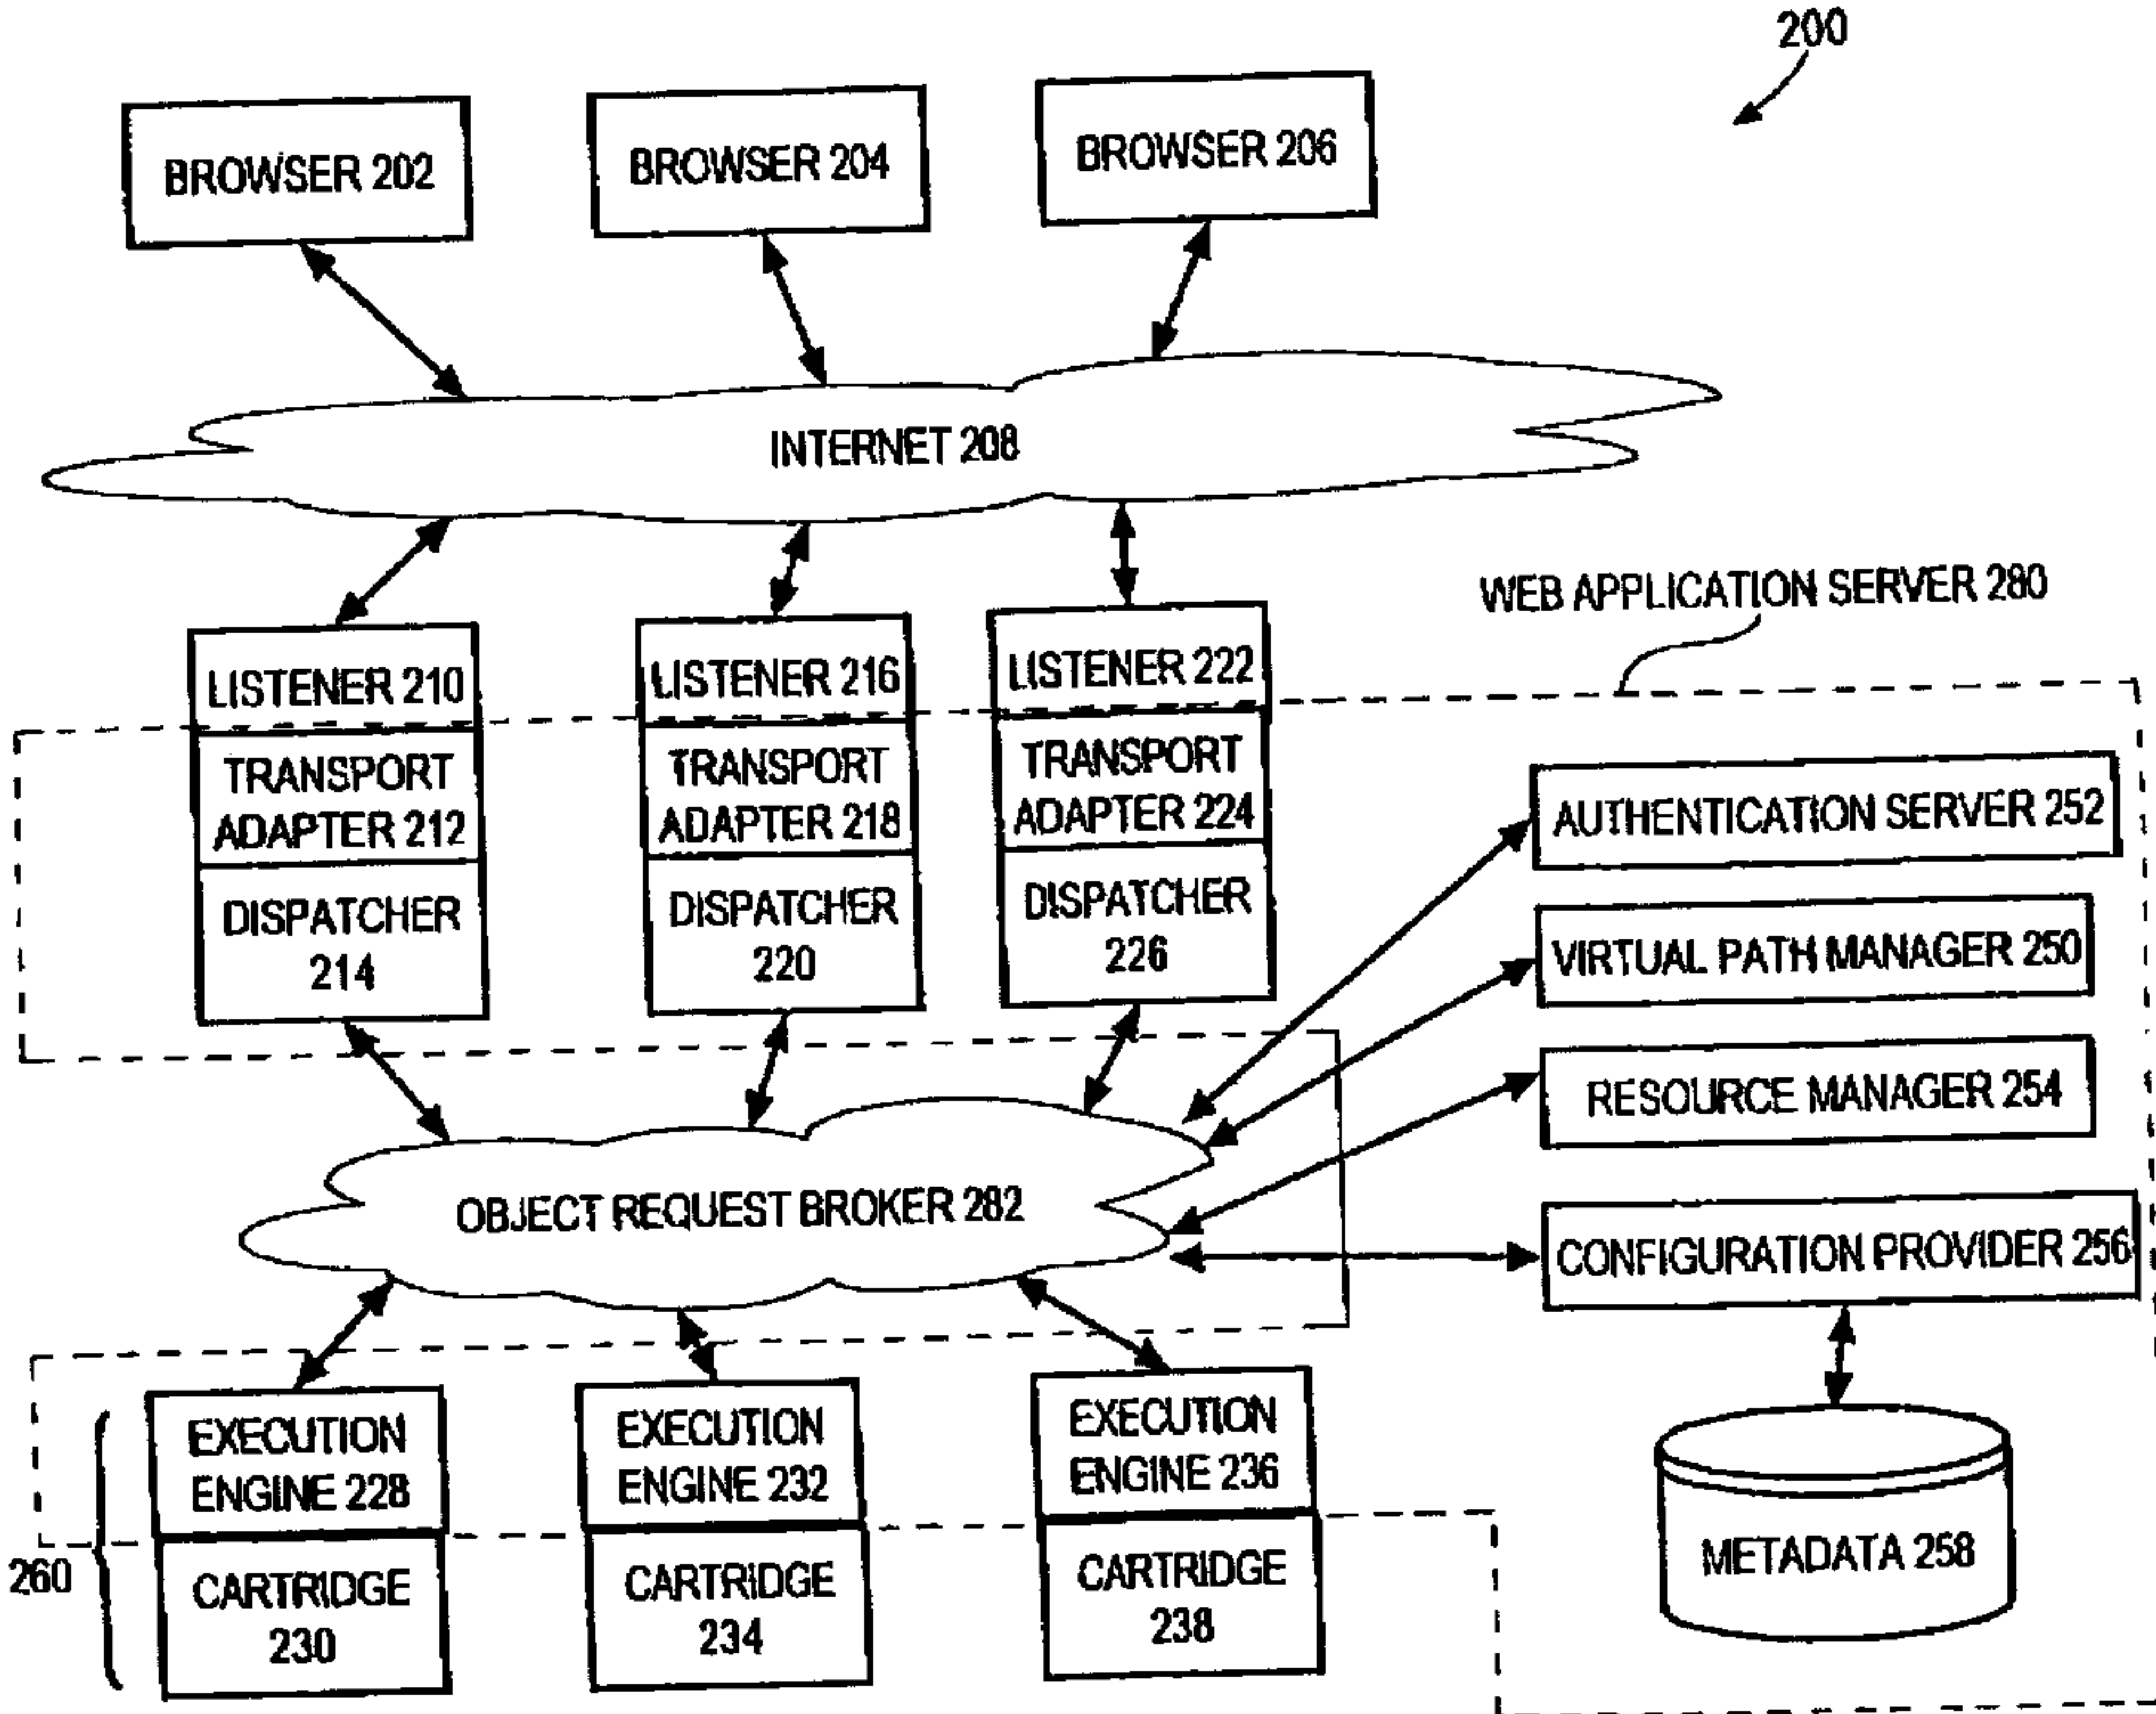 200
BROWSER 202
BROWSER 204
BROWSER 206
INTERNET 208
WEB APPLICATION SERVER 280
LISTENER 210
TRANSPORT
ADAPTER 212
DISPATCHER
214
LISTENER 216
TRANSPORT
ADAPTER 218
DISPATCHER
220
LISTENER 222
TRANSPORT
ADAPTER 224
DISPATCHER
226
AUTHENTICATION SERVER 252
VIRTUAL PATH MANAGER 250
RESOURCE MANAGER 254
CONFIGURATION PROVIDER 256
OBJECT REQUEST BROKER 282
EXECUTION
ENGINE 228
CARTRIDGE
230
EXECUTION
ENGINE 232
CARTRIDGE
234
EXECUTION
ENGINE 236
CARTRIDGE
238
METADATA 258
260